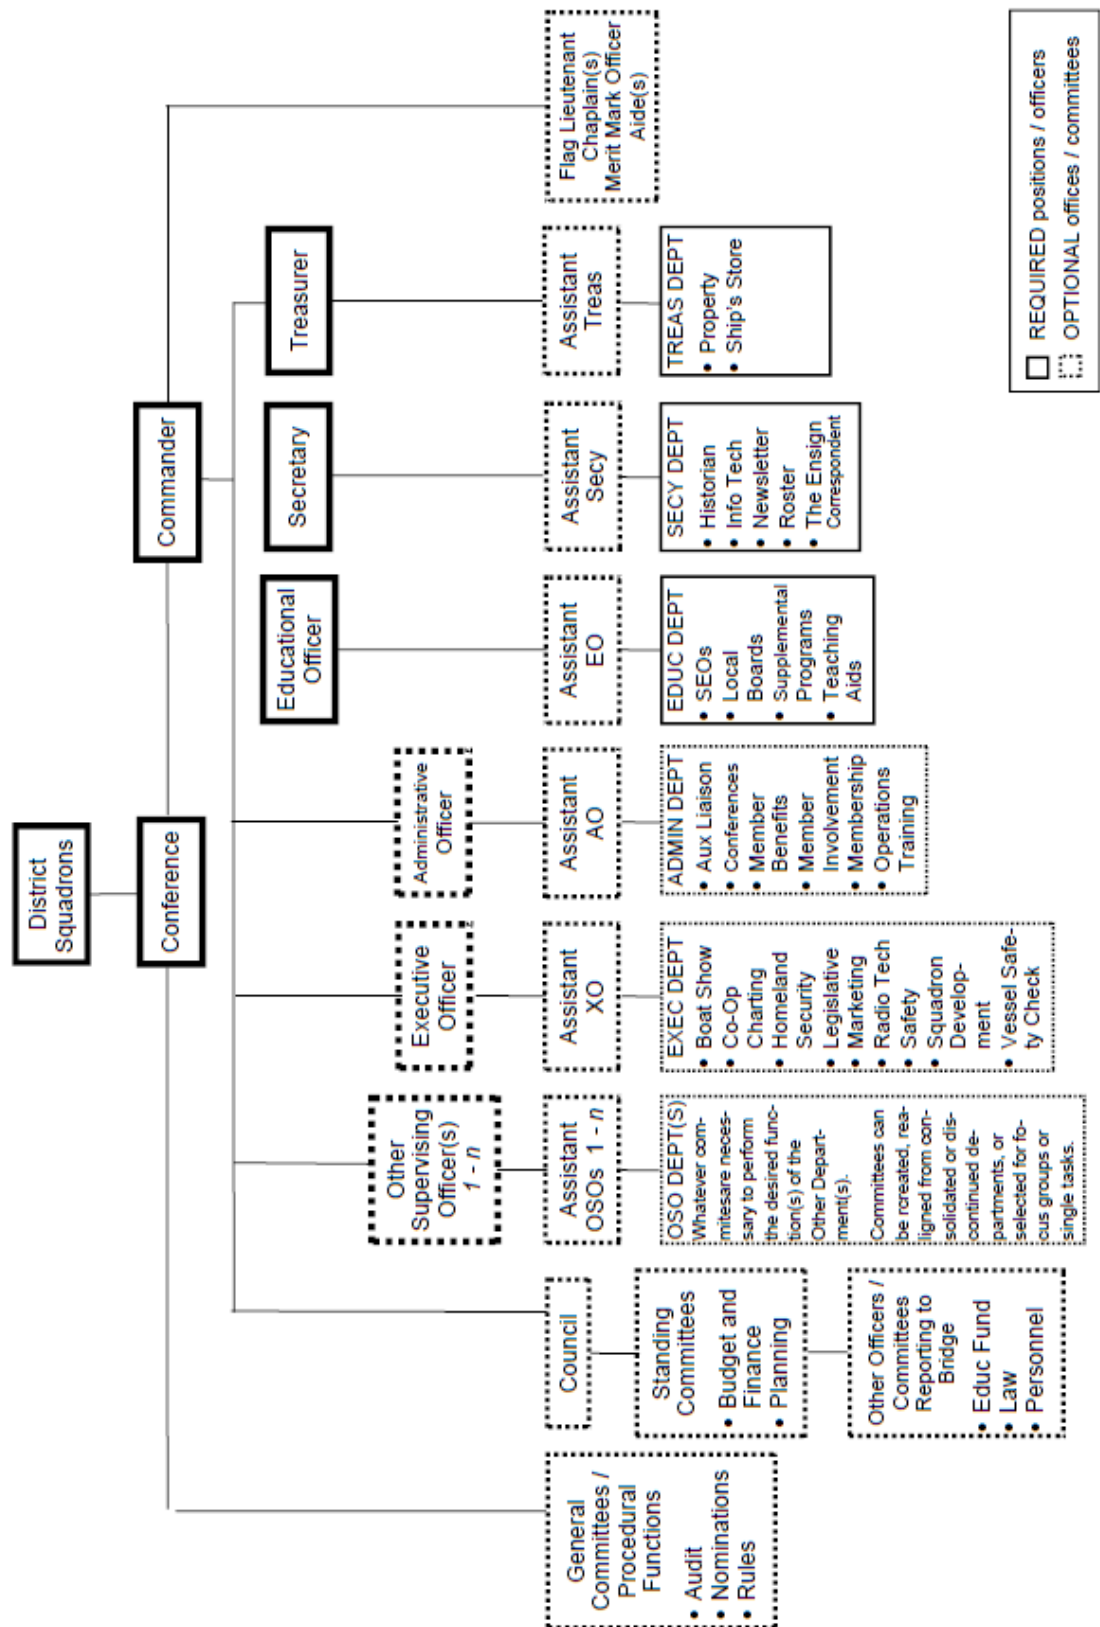 District
Squadrons
Conference
Commander
General
Committees /
Procedural
Functions
• Audit
• Nominations
• Rules
Council
Standing
Committees
• Budget and
Finance
• Planning
Other Officers /
Committees
Reporting to
Bridge
• Educ Fund
• Law
• Personnel
Other
Supervising
Officer(s)
1 - n
Assistant
OSOs 1 - n
OSO DEPT(S)
Whatever com-
mitesare neces-
sary to perform
the desired func-
tion(s) of the
Other Depart-
ment(s).
Committees can
be rcreated, rea-
ligned from con-
solidated or dis-
continued de-
partments, or
selected for fo-
cus groups or
single tasks.
Executive
Officer
Assistant
XO
EXEC DEPT
• Boat Show
• Co-Op
Charting
• Homeland
Security
• Legislative
• Marketing
• Radio Tech
• Safety
• Squadron
Develop-
ment
• Vessel Safe-
ty Check
Administrative
Officer
Assistant
AO
ADMIN DEPT
• Aux Liaison
• Conferences
• Member
Benefits
• Member
Involvement
• Membership
• Operations
Training
Educational
Officer
Assistant
EO
EDUC DEPT
• SEOs
• Local
Boards
• Supplemental
Programs
• Teaching
Aids
Secretary
Assistant
Secy
SECY DEPT
• Historian
• Info Tech
• Newsletter
• Roster
• The Ensign
Correspondent
Treasurer
Assistant
Treas
TREAS DEPT
• Property
• Ship's Store
Flag Lieutenant
Chaplain(s)
Merit Mark Officer
Aide(s)
REQUIRED positions / officers
OPTIONAL offices / committees